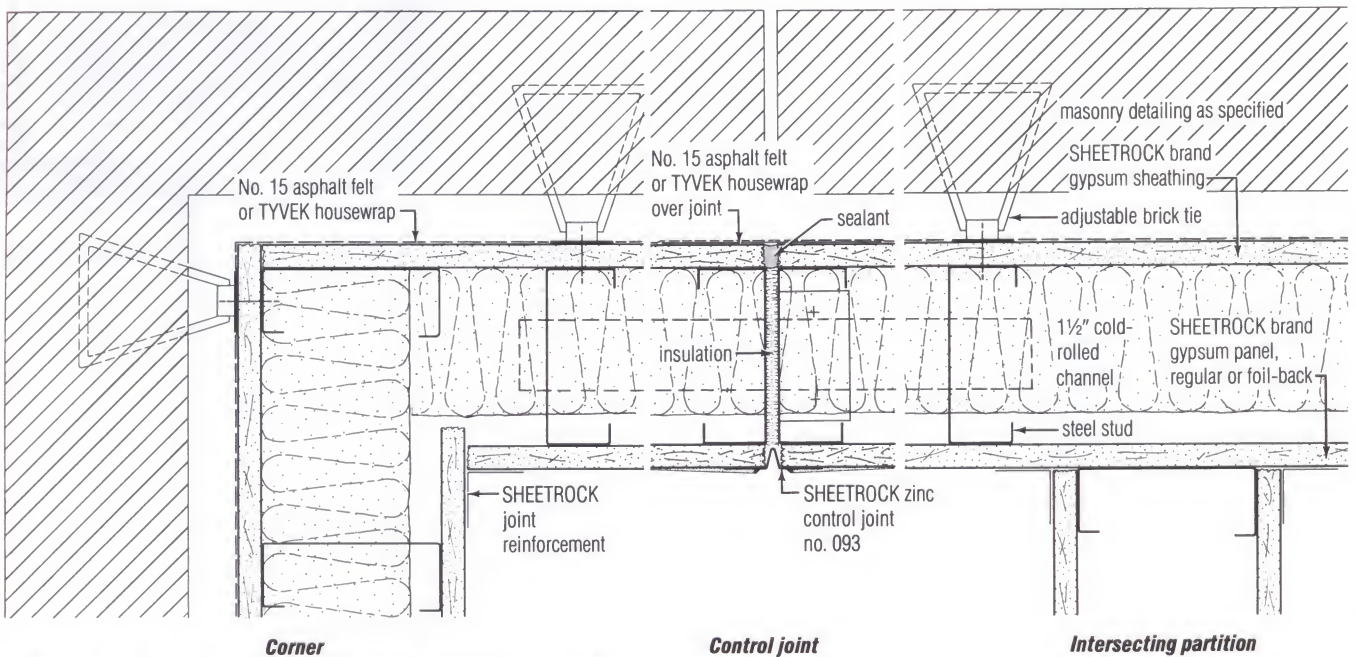 No. 15 asphalt felt
or TYVEK housewrap
No. 15 asphalt felt
or TYVEK housewrap
over joint
sealant
masonry detailing as specified
SHEETROCK brand
gypsum sheathing
adjustable brick tie
insulation
1½" cold-
rolled
channel
SHEETROCK brand
gypsum panel,
regular or foil-back
steel stud
SHEETROCK
joint
reinforcement
SHEETROCK zinc
control joint
no. 093
Corner
Control joint
Intersecting partition